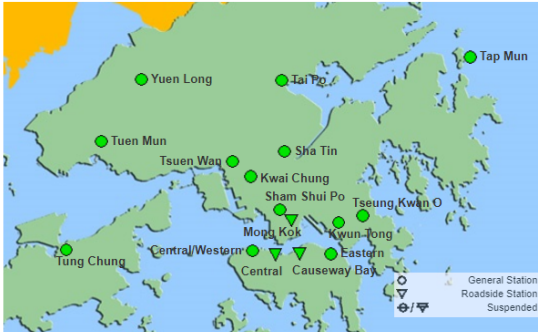 Tap Mun
Yuen Long
Tai Po
Tuen Mun
Sha Tin
Tsuen Wan
Kwai Chung
Sham Shui Po
Tseung Kwan O
Mong Kok
Kwun Tong
Tung Chung
Central/Western
Eastern
Central
Causeway Bay
General Station
Roadside Station
/ Suspended